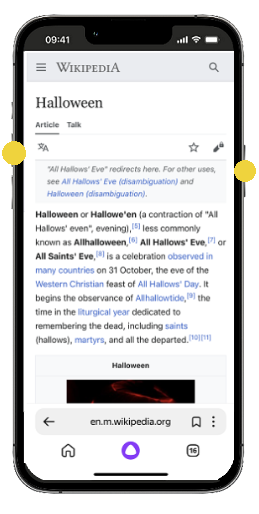 09:41
WIKIPEDIA
Halloween
Article Talk
"All Hallows' Eve" redirects here. For other uses,
see All Hallows' Eve (disambiguation) and
Halloween (disambiguation).
Halloween or Hallowe'en (a contraction of "All
Hallows' even", evening),[5] less commonly
known as Allhalloween,[6] All Hallows' Eve,[7] or
All Saints' Eve,[8] is a celebration observed in
many countries on 31 October, the eve of the
Western Christian feast of All Hallows' Day. It
begins the observance of Allhallowtide,[9] the
time in the liturgical year dedicated to
remembering the dead, including saints
(hallows), martyrs, and all the departed.[10][11]
Halloween
en.m.wikipedia.org
16